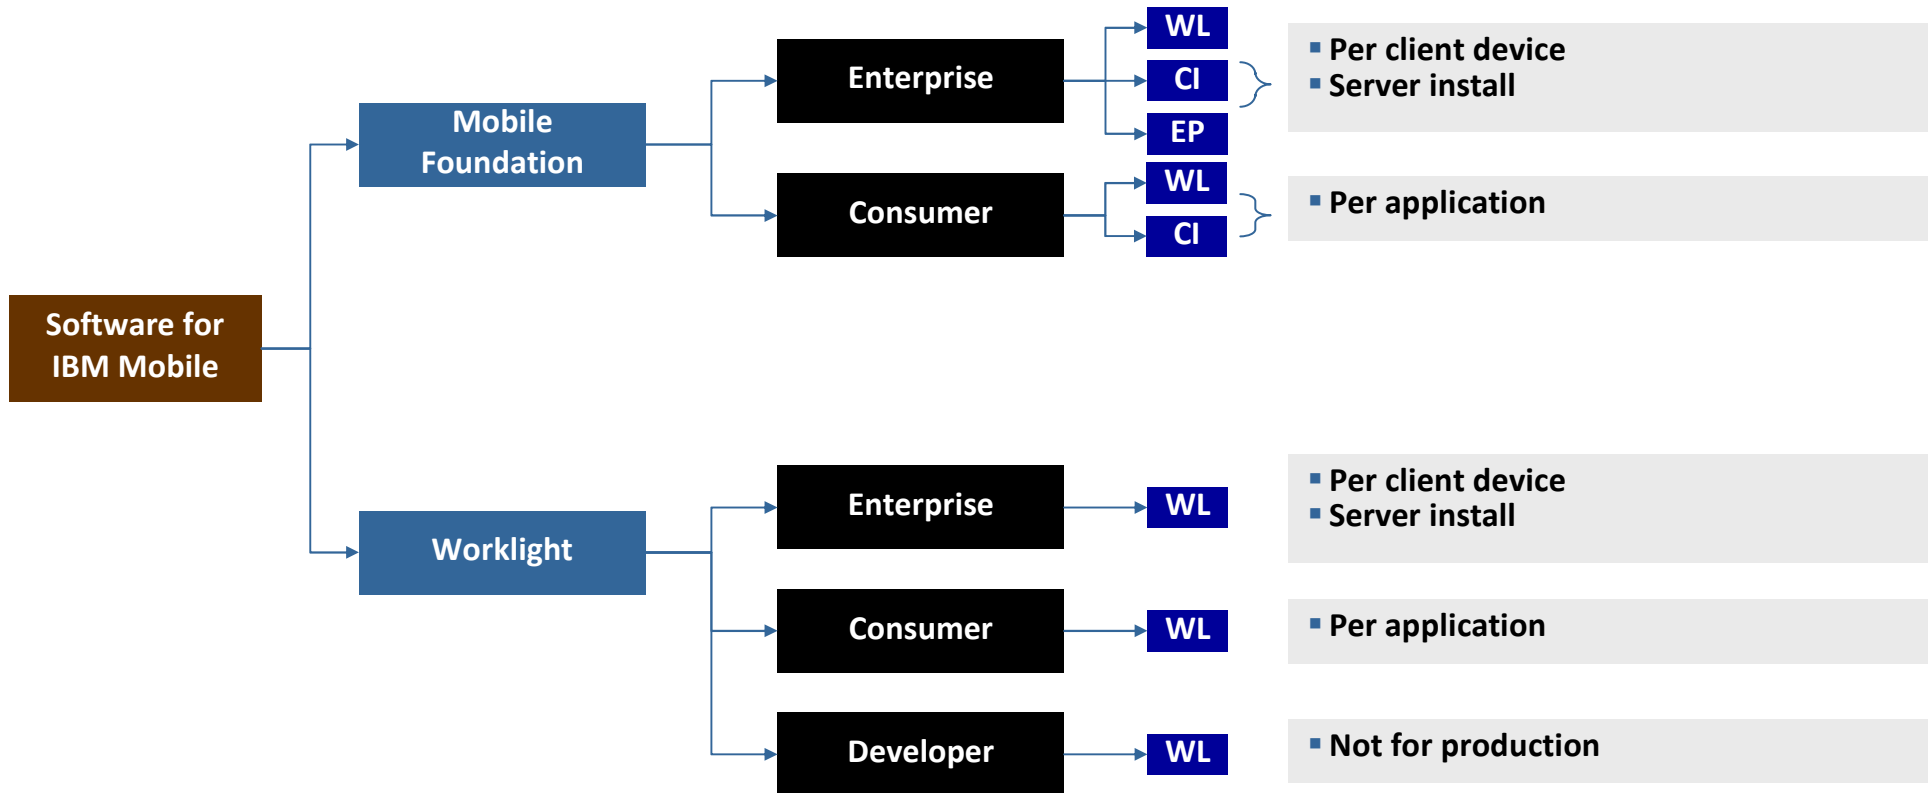 Software for
IBM Mobile
Mobile
Foundation
Enterprise
WL
CI
EP
▪ Per client device
▪ Server install
Consumer
WL
CI
▪ Per application
Worklight
Enterprise
WL
▪ Per client device
▪ Server install
Consumer
WL
▪ Per application
Developer
WL
▪ Not for production